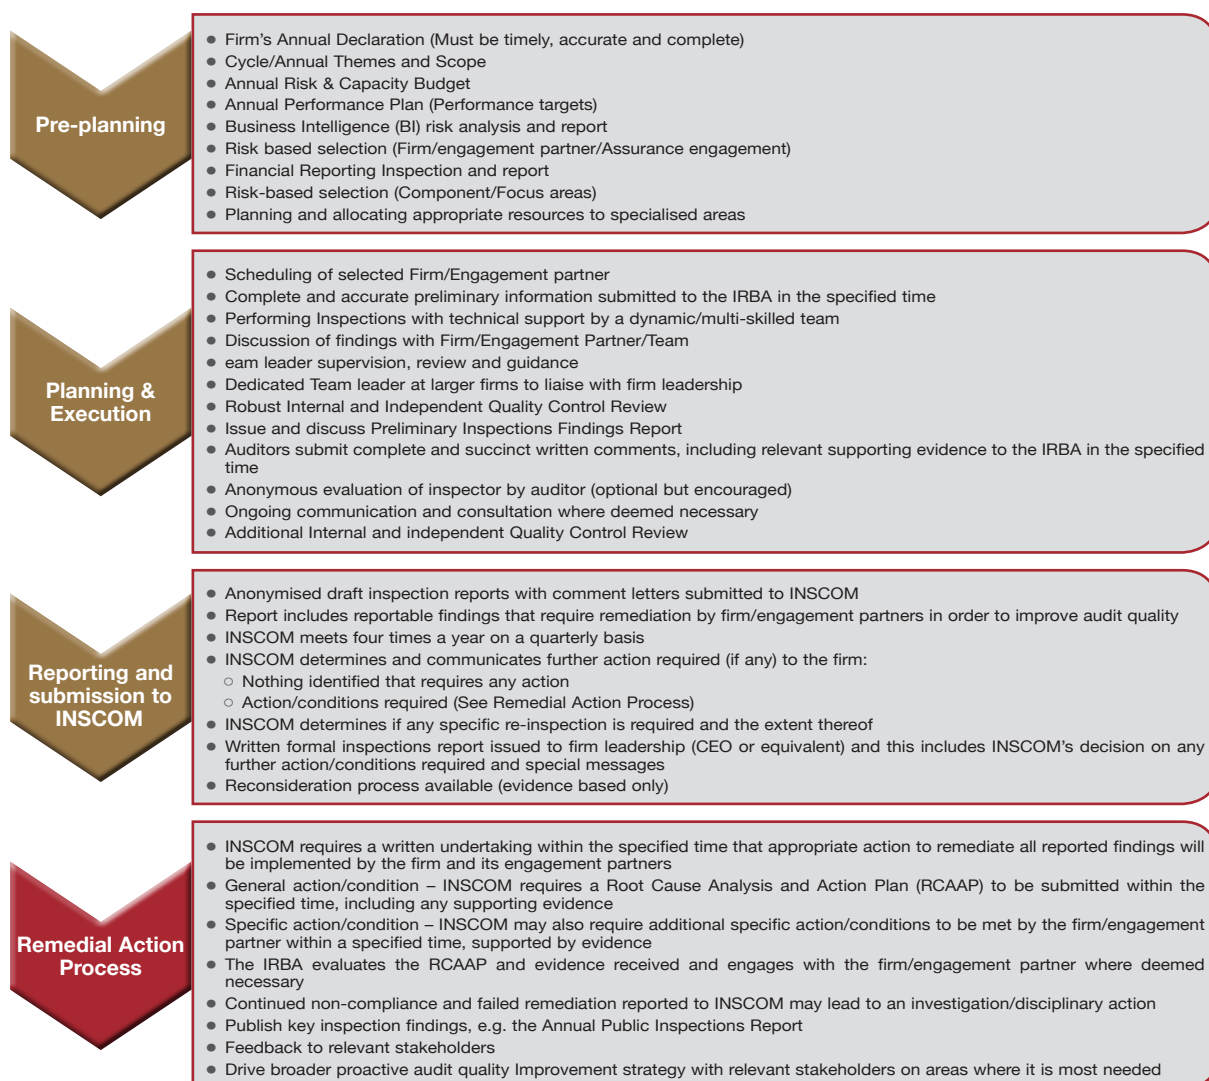 Pre-planning
● Firm's Annual Declaration (Must be timely, accurate and complete)
● Cycle/Annual Themes and Scope
● Annual Risk & Capacity Budget
● Annual Performance Plan (Performance targets)
● Business Intelligence (BI) risk analysis and report
● Risk based selection (Firm/engagement partner/Assurance engagement)
● Financial Reporting Inspection and report
● Risk-based selection (Component/Focus areas)
● Planning and allocating appropriate resources to specialised areas
Planning &
Execution
● Scheduling of selected Firm/Engagement partner
● Complete and accurate preliminary information submitted to the IRBA in the specified time
● Performing Inspections with technical support by a dynamic/multi-skilled team
● Discussion of findings with Firm/Engagement Partner/Team
● eam leader supervision, review and guidance
● Dedicated Team leader at larger firms to liaise with firm leadership
● Robust Internal and Independent Quality Control Review
● Issue and discuss Preliminary Inspections Findings Report
● Auditors submit complete and succinct written comments, including relevant supporting evidence to the IRBA in the specified
time
● Anonymous evaluation of inspector by auditor (optional but encouraged)
● Ongoing communication and consultation where deemed necessary
● Additional Internal and independent Quality Control Review
Reporting and
submission to
INSCOM
● Anonymised draft inspection reports with comment letters submitted to INSCOM
● Report includes reportable findings that require remediation by firm/engagement partners in order to improve audit quality
● INSCOM meets four times a year on a quarterly basis
● INSCOM determines and communicates further action required (if any) to the firm:
○ Nothing identified that requires any action
○ Action/conditions required (See Remedial Action Process)
● INSCOM determines if any specific re-inspection is required and the extent thereof
● Written formal inspections report issued to firm leadership (CEO or equivalent) and this includes INSCOM's decision on any
further action/conditions required and special messages
● Reconsideration process available (evidence based only)
Remedial Action
Process
● INSCOM requires a written undertaking within the specified time that appropriate action to remediate all reported findings will
be implemented by the firm and its engagement partners
● General action/condition – INSCOM requires a Root Cause Analysis and Action Plan (RCAAP) to be submitted within the
specified time, including any supporting evidence
● Specific action/condition – INSCOM may also require additional specific action/conditions to be met by the firm/engagement
partner within a specified time, supported by evidence
● The IRBA evaluates the RCAAP and evidence received and engages with the firm/engagement partner where deemed
necessary
● Continued non-compliance and failed remediation reported to INSCOM may lead to an investigation/disciplinary action
● Publish key inspection findings, e.g. the Annual Public Inspections Report
● Feedback to relevant stakeholders
● Drive broader proactive audit quality Improvement strategy with relevant stakeholders on areas where it is most needed